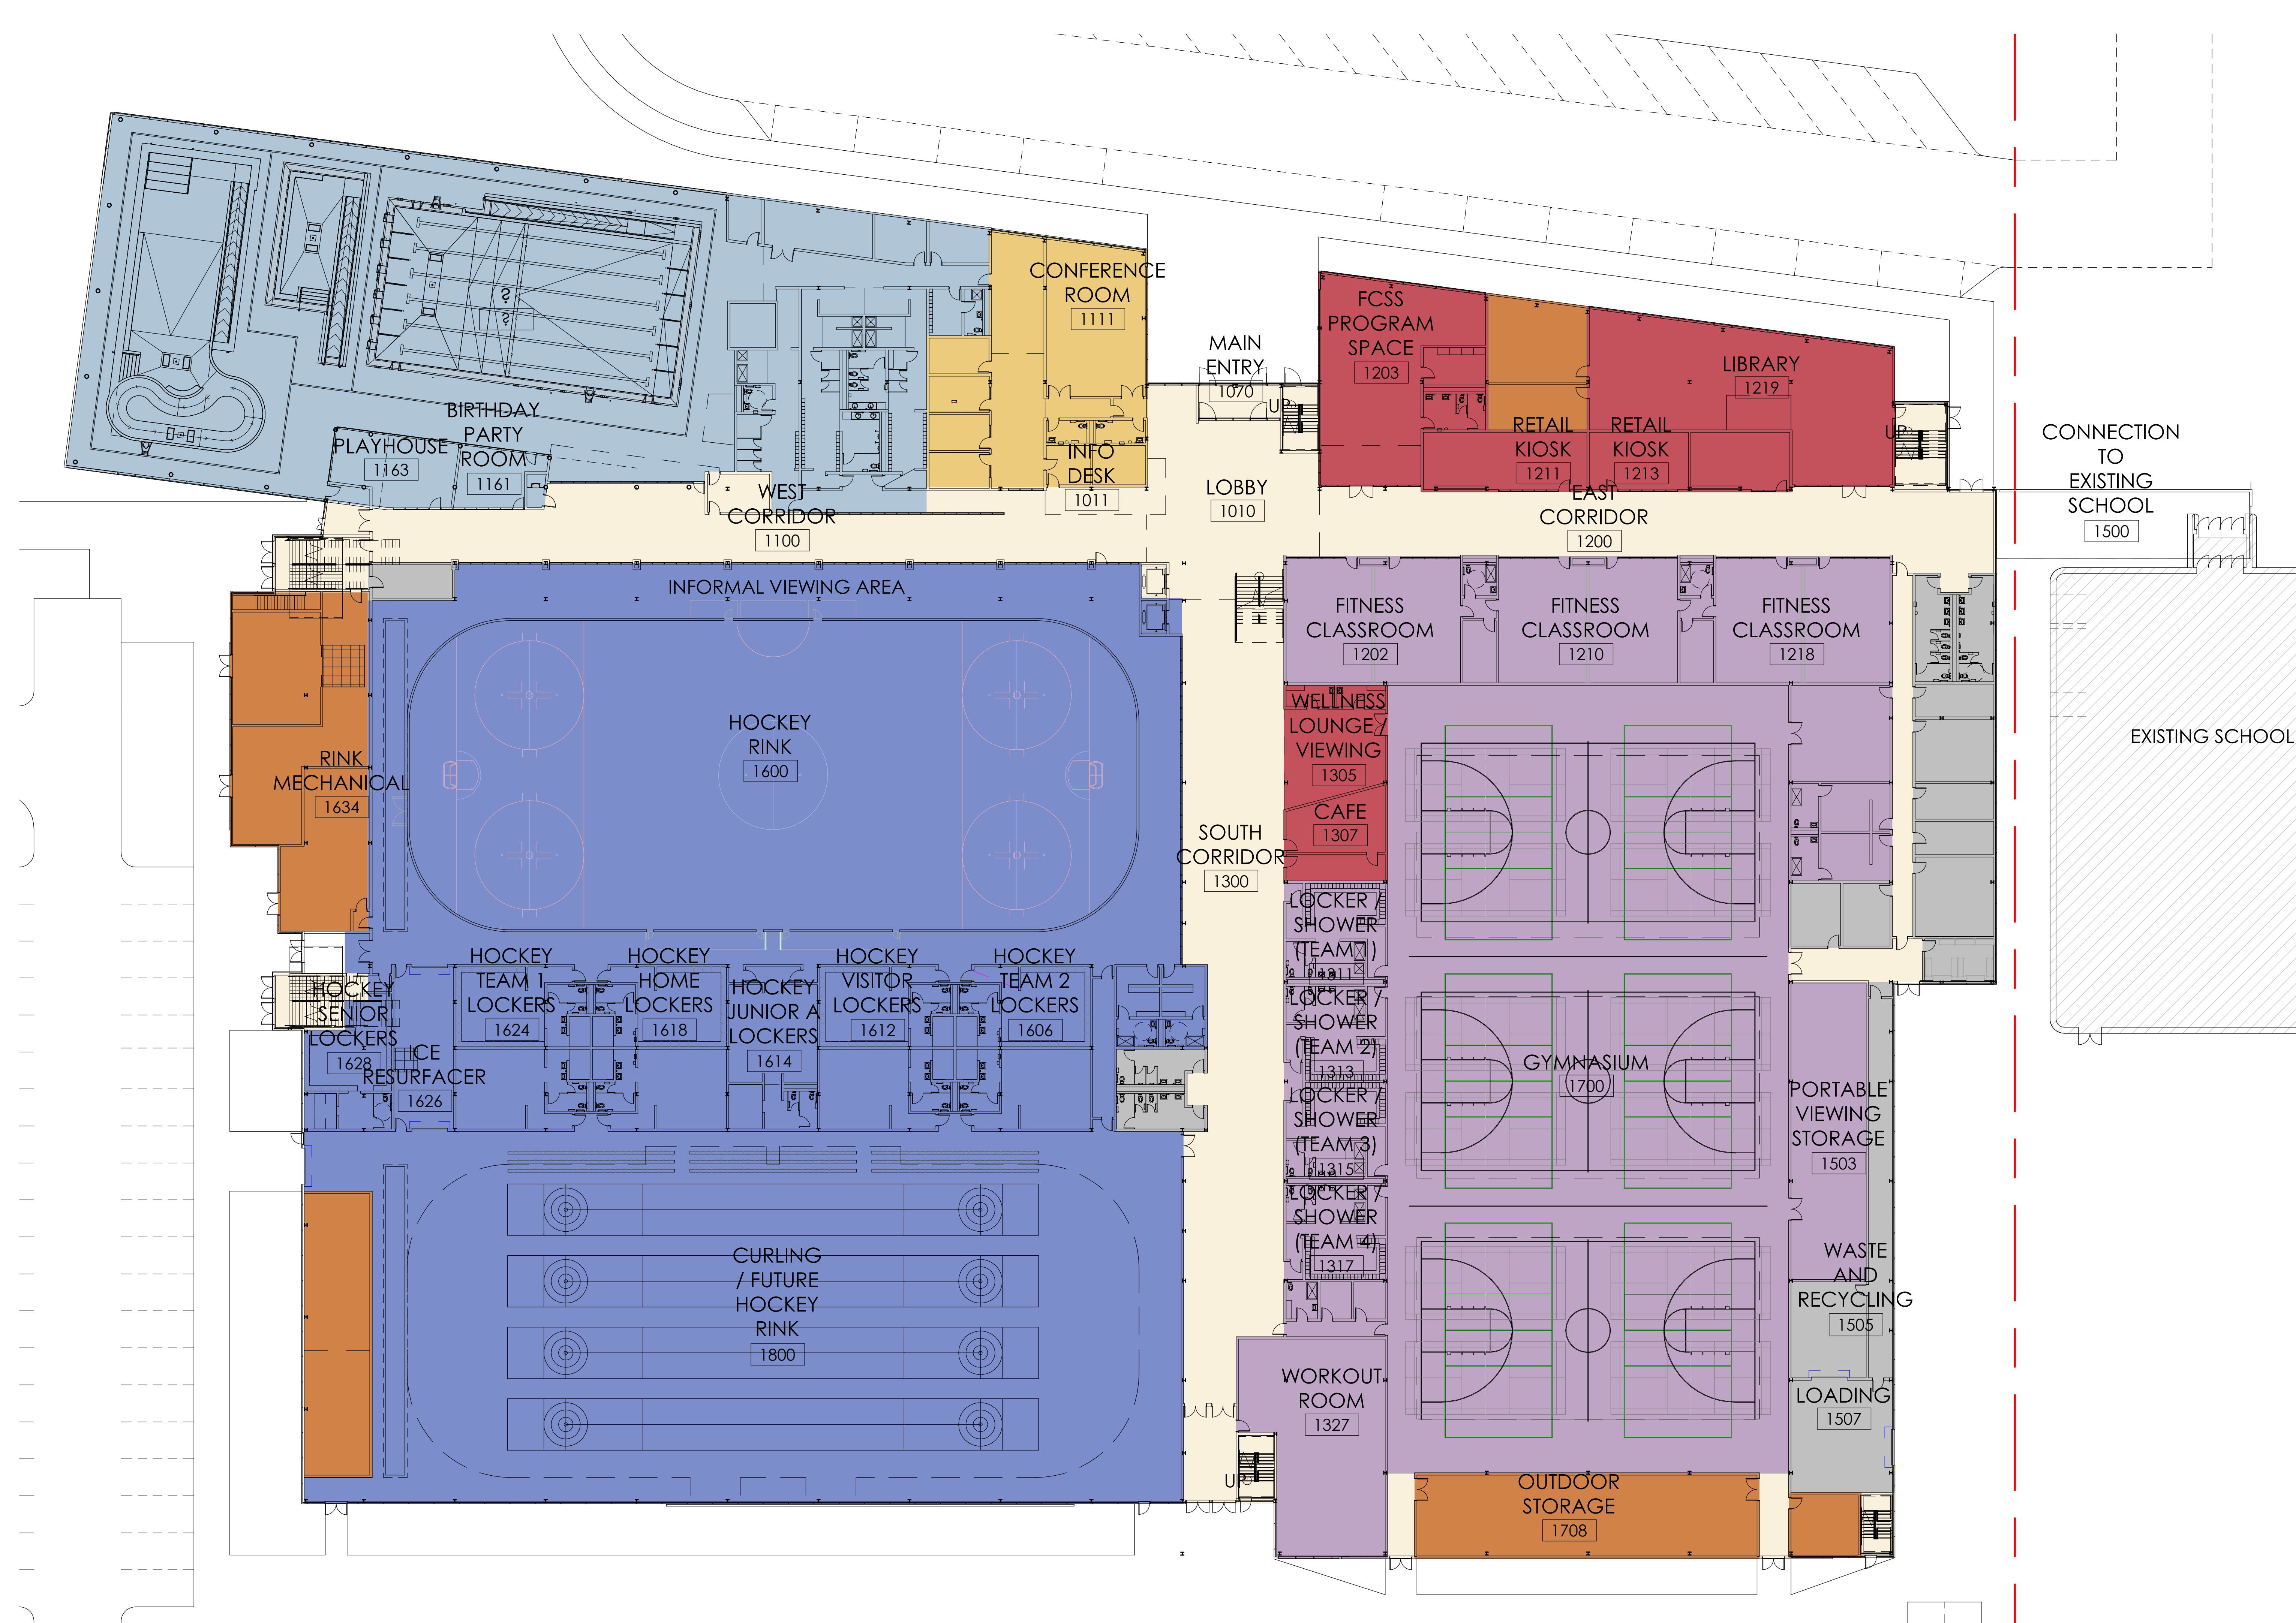 CONFERENCE
ROOM
1111
FCSS
PROGRAM
SPACE
1203
MAIN
ENTRY
1070
UP
LIBRARY
1219
?
?
BIRTHDAY
PARTY
ROOM
1161
PLAYHOUSE
1163
INFO
DESK
1011
RETAIL
KIOSK
1211
RETAIL
KIOSK
1213
UP
CONNECTION
TO
EXISTING
SCHOOL
1500
WEST
CORRIDOR
1100
LOBBY
1010
EAST
CORRIDOR
1200
INFORMAL VIEWING AREA
FITNESS
CLASSROOM
1202
FITNESS
CLASSROOM
1210
FITNESS
CLASSROOM
1218
HOCKEY
RINK
1600
WELLNESS
LOUNGE /
VIEWING
1305
EXISTING SCHOOL
RINK
MECHANICAL
1634
CAFE
1307
SOUTH
CORRIDOR
1300
LOCKER /
SHOWER
(TEAM 1)
1311
HOCKEY
TEAM 1
LOCKERS
1624
HOCKEY
HOME
LOCKERS
1618
HOCKEY
JUNIOR A
LOCKERS
1614
HOCKEY
VISITOR
LOCKERS
1612
HOCKEY
TEAM 2
LOCKERS
1606
HOCKEY
SENIOR
LOCKERS
1628
ICE
RESURFACER
1626
LOCKER /
SHOWER
(TEAM 2)
1313
GYMNASIUM
1700
LOCKER /
SHOWER
(TEAM 3)
1315
PORTABLE
VIEWING
STORAGE
1503
LOCKER /
SHOWER
(TEAM 4)
1317
CURLING
/ FUTURE
HOCKEY
RINK
1800
WASTE
AND
RECYCLING
1505
WORKOUT
ROOM
1327
LOADING
1507
UP
OUTDOOR
STORAGE
1708